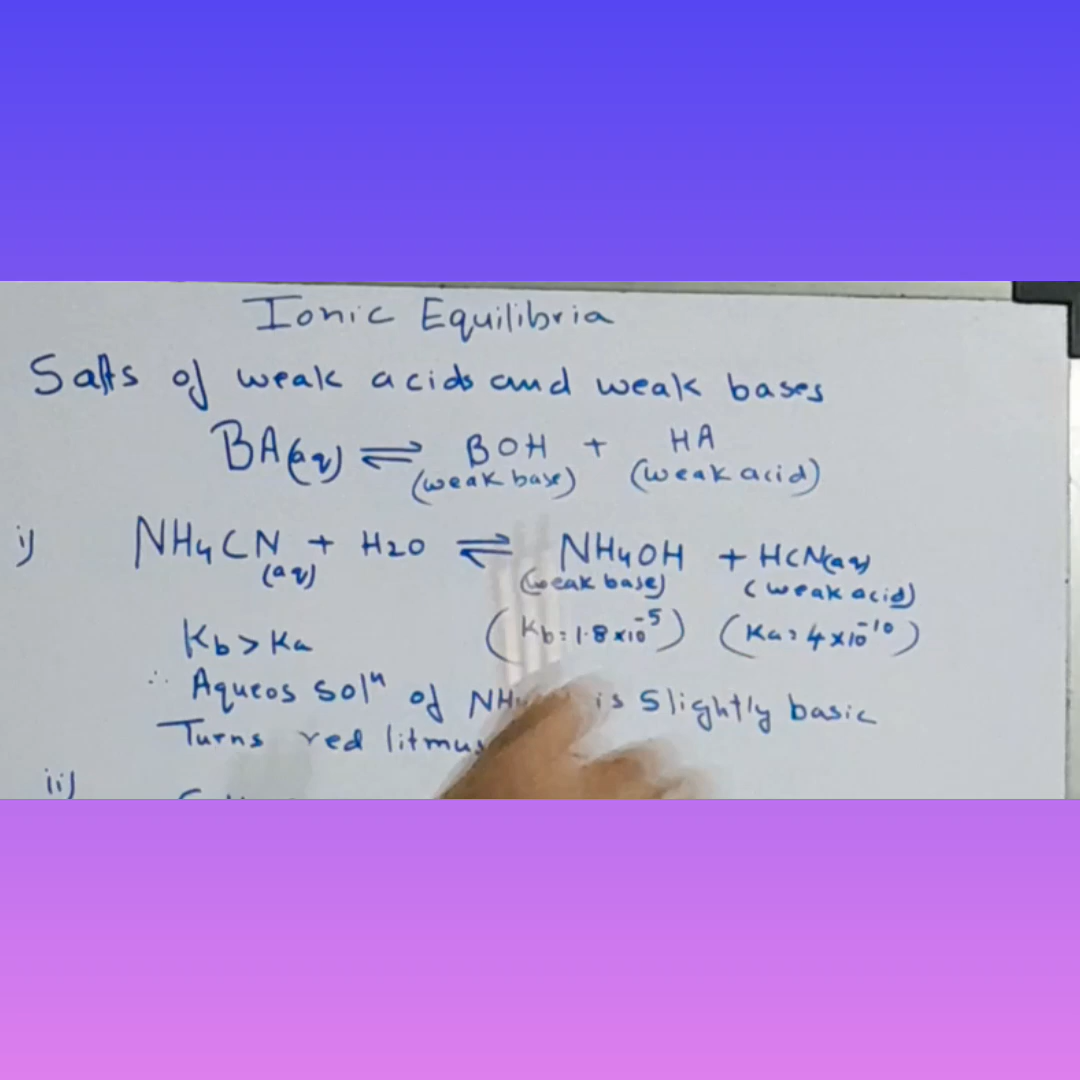 Ionic Equilibria
Salts of weak acids and weak bases
BA(aq) ⇌ BOH + HA
(weak base) (weak acid)
i) NH4CN + H2O ⇌ NH4OH + HCN(aq)
(aq) (weak base) (weak acid)
Kb > Ka (Kb = 1.8 x 10^-5) (Ka = 4 x 10^-10)
∴ Aqueos solⁿ of is slightly basic
Turns red litmus
ii)